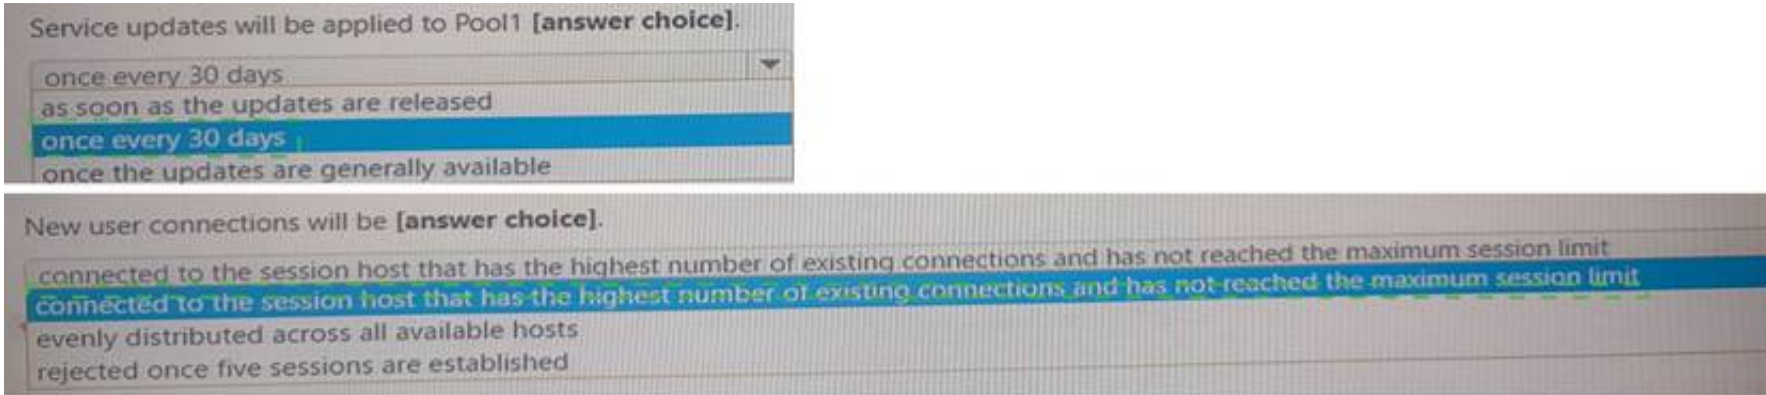 Service updates will be applied to Pool1 [answer choice].
once every 30 days
as soon as the updates are released
once every 30 days
once the updates are generally available
New user connections will be [answer choice].
connected to the session host that has the highest number of existing connections and has not reached the maximum session limit
connected to the session host that has the highest number of existing connections and has not reached the maximum session limit
evenly distributed across all available hosts
rejected once five sessions are established